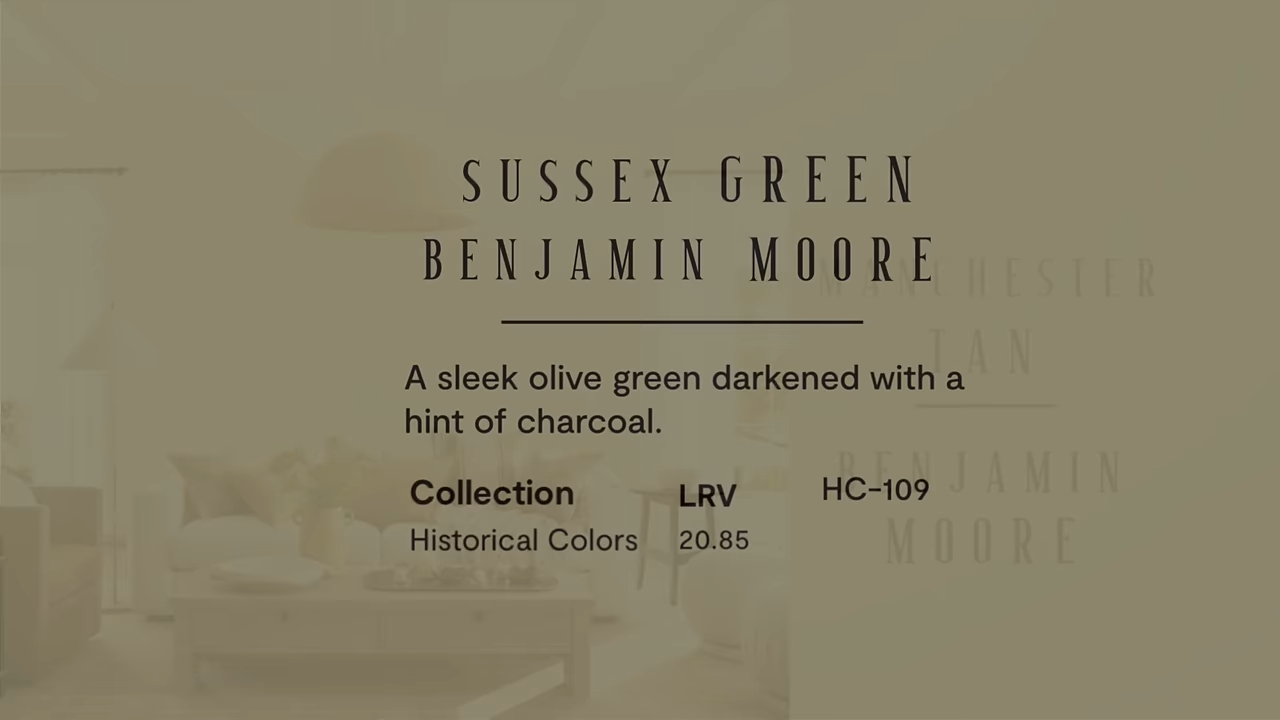 SUSSEX GREEN
BENJAMIN MOORE
A sleek olive green darkened with a
hint of charcoal.
Collection
LRV
HC-109
Historical Colors
20.85
MANCHESTER
TAN
BENJAMIN
MOORE